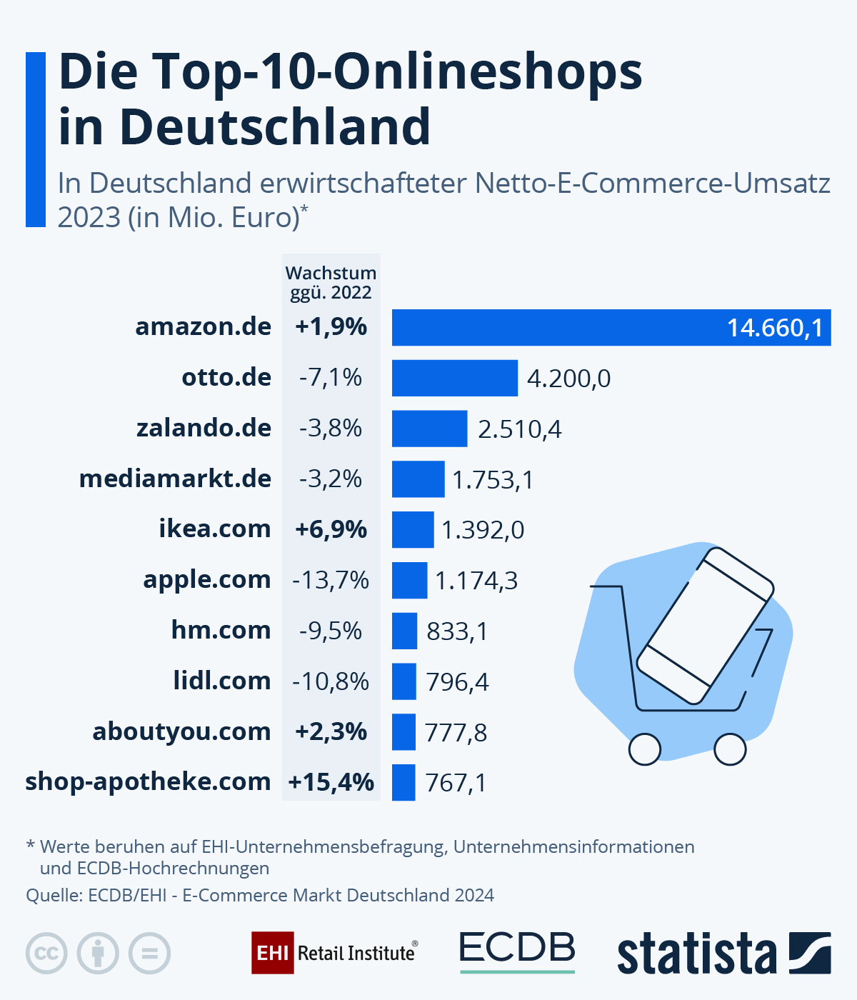 Die Top-10-Onlineshops
in Deutschland
In Deutschland erwirtschafteter Netto-E-Commerce-Umsatz
2023 (in Mio. Euro)*
Wachstum
ggü. 2022
amazon.de +1,9% 14.660,1
otto.de -7,1% 4.200,0
zalando.de -3,8% 2.510,4
mediamarkt.de -3,2% 1.753,1
ikea.com +6,9% 1.392,0
apple.com -13,7% 1.174,3
hm.com -9,5% 833,1
lidl.com -10,8% 796,4
aboutyou.com +2,3% 777,8
shop-apotheke.com +15,4% 767,1
* Werte beruhen auf EHI-Unternehmensbefragung, Unternehmensinformationen
und ECDB-Hochrechnungen
Quelle: ECDB/EHI - E-Commerce Markt Deutschland 2024
cc = EHI Retail Institute® ECDB statista